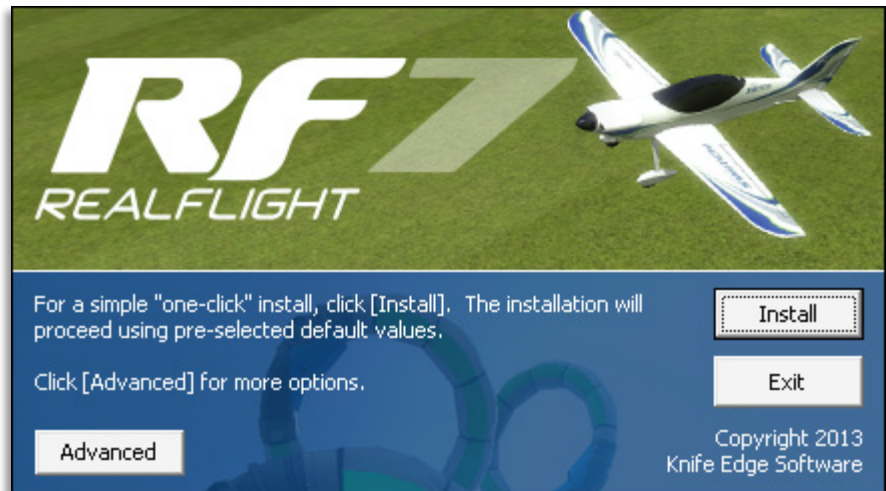 RF7
REALFLIGHT
For a simple "one-click" install, click [Install]. The installation will
proceed using pre-selected default values.
Install
Click [Advanced] for more options.
Exit
Advanced
Copyright 2013
Knife Edge Software